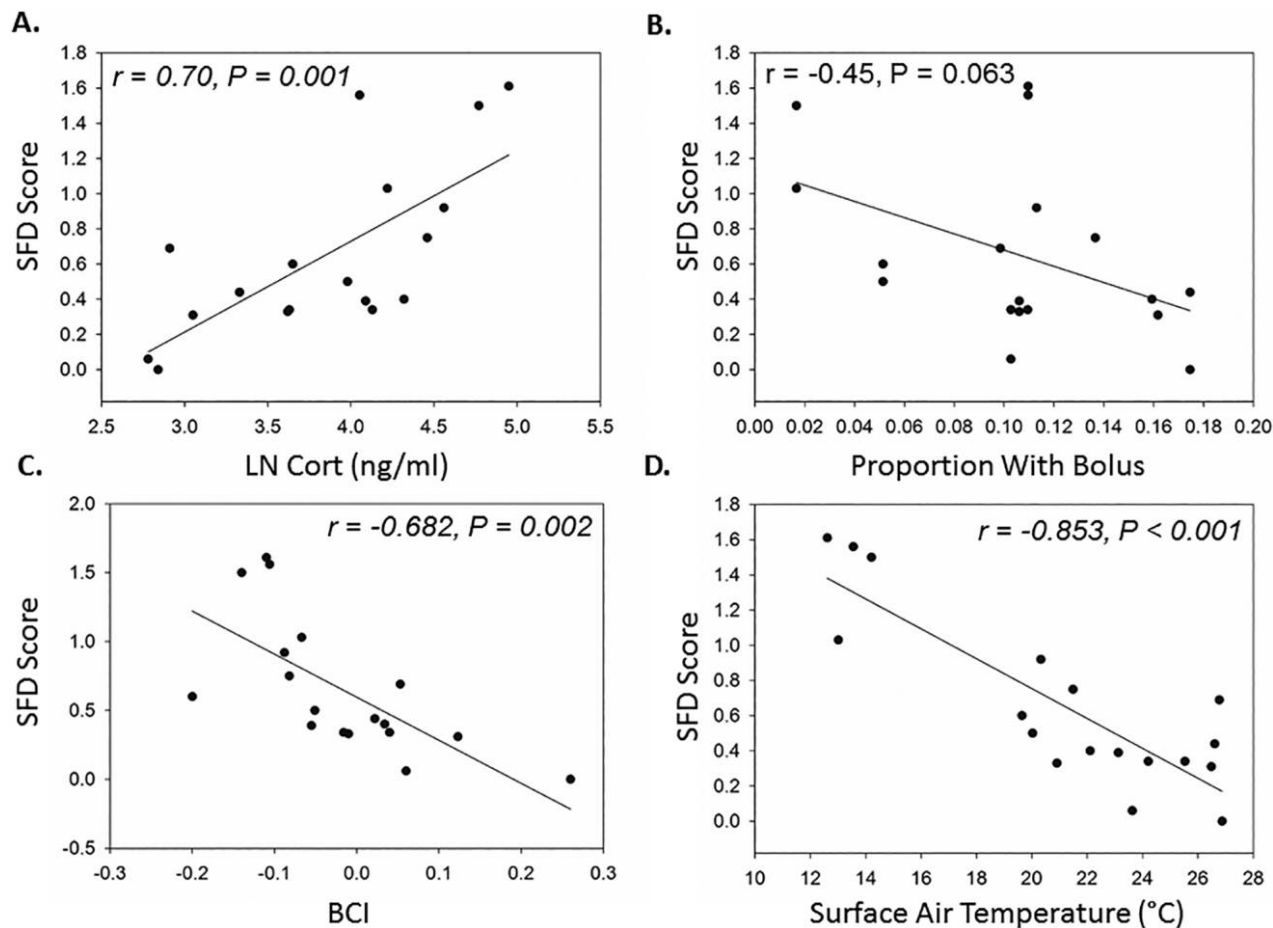 A.
r = 0.70, P = 0.001
SFD Score
1.8
1.6
1.4
1.2
1.0
0.8
0.6
0.4
0.2
0.0
2.5 3.0 3.5 4.0 4.5 5.0 5.5
LN Cort (ng/ml)
B.
r = -0.45, P = 0.063
SFD Score
1.8
1.6
1.4
1.2
1.0
0.8
0.6
0.4
0.2
0.0
0.00 0.02 0.04 0.06 0.08 0.10 0.12 0.14 0.16 0.18 0.20
Proportion With Bolus
C.
r = -0.682, P = 0.002
SFD Score
2.0
1.5
1.0
0.5
0.0
-0.5
-0.3 -0.2 -0.1 0.0 0.1 0.2 0.3
BCI
D.
r = -0.853, P < 0.001
SFD Score
1.8
1.6
1.4
1.2
1.0
0.8
0.6
0.4
0.2
0.0
10 12 14 16 18 20 22 24 26 28
Surface Air Temperature (°C)